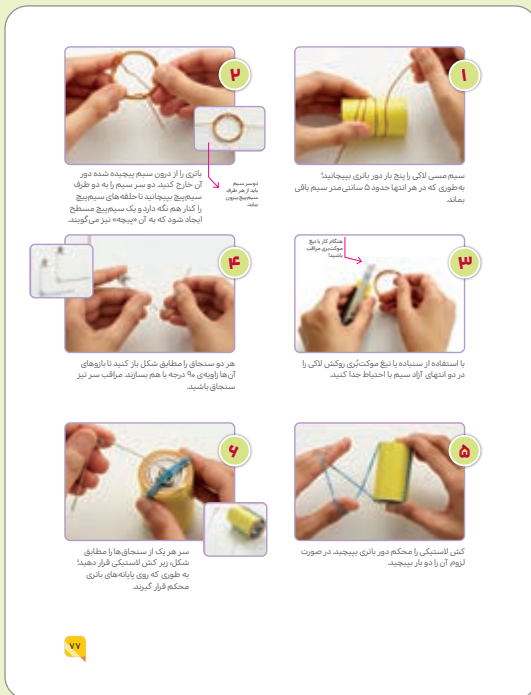 ۱
سیم مسی لاکی را پنج بار دور باتری بپیچانید؛
به‌طوری که در هر انتها حدود ۵ سانتی‌متر سیم باقی
بماند.
۲
باتری را از درون سیم پیچیده شده دور
آن خارج کنید. دو سر سیم را به دو طرف
سیم‌پیچ بپیچانید تا حلقه‌های سیم‌پیچ
را کنار هم نگه دارد و یک سیم‌پیچ مسطح
ایجاد شود که به آن «پیچه» نیز می‌گویند.
دو سر سیم
باید از هر طرف
سیم‌پیچ بیرون
بیاید.
۳
هنگام کار با تیغ
موکت‌بری مراقب
باشید!
با استفاده از سنباده یا تیغ موکت‌بُری روکش لاکی را
در دو انتهای آزاد سیم با احتیاط جدا کنید.
۴
هر دو سنجاق را مطابق شکل باز کنید تا بازوهای
آن‌ها زاویه‌ی ۹۰ درجه با هم بسازند. مراقب سر تیز
سنجاق باشید.
۵
کش لاستیکی را محکم دور باتری بپیچید. در صورت
لزوم آن را دو بار بپیچید.
۶
سر هر یک از سنجاق‌ها را مطابق
شکل، زیر کش لاستیکی قرار دهید؛
به طوری که روی پایانه‌های باتری
محکم قرار گیرند.
۷۷